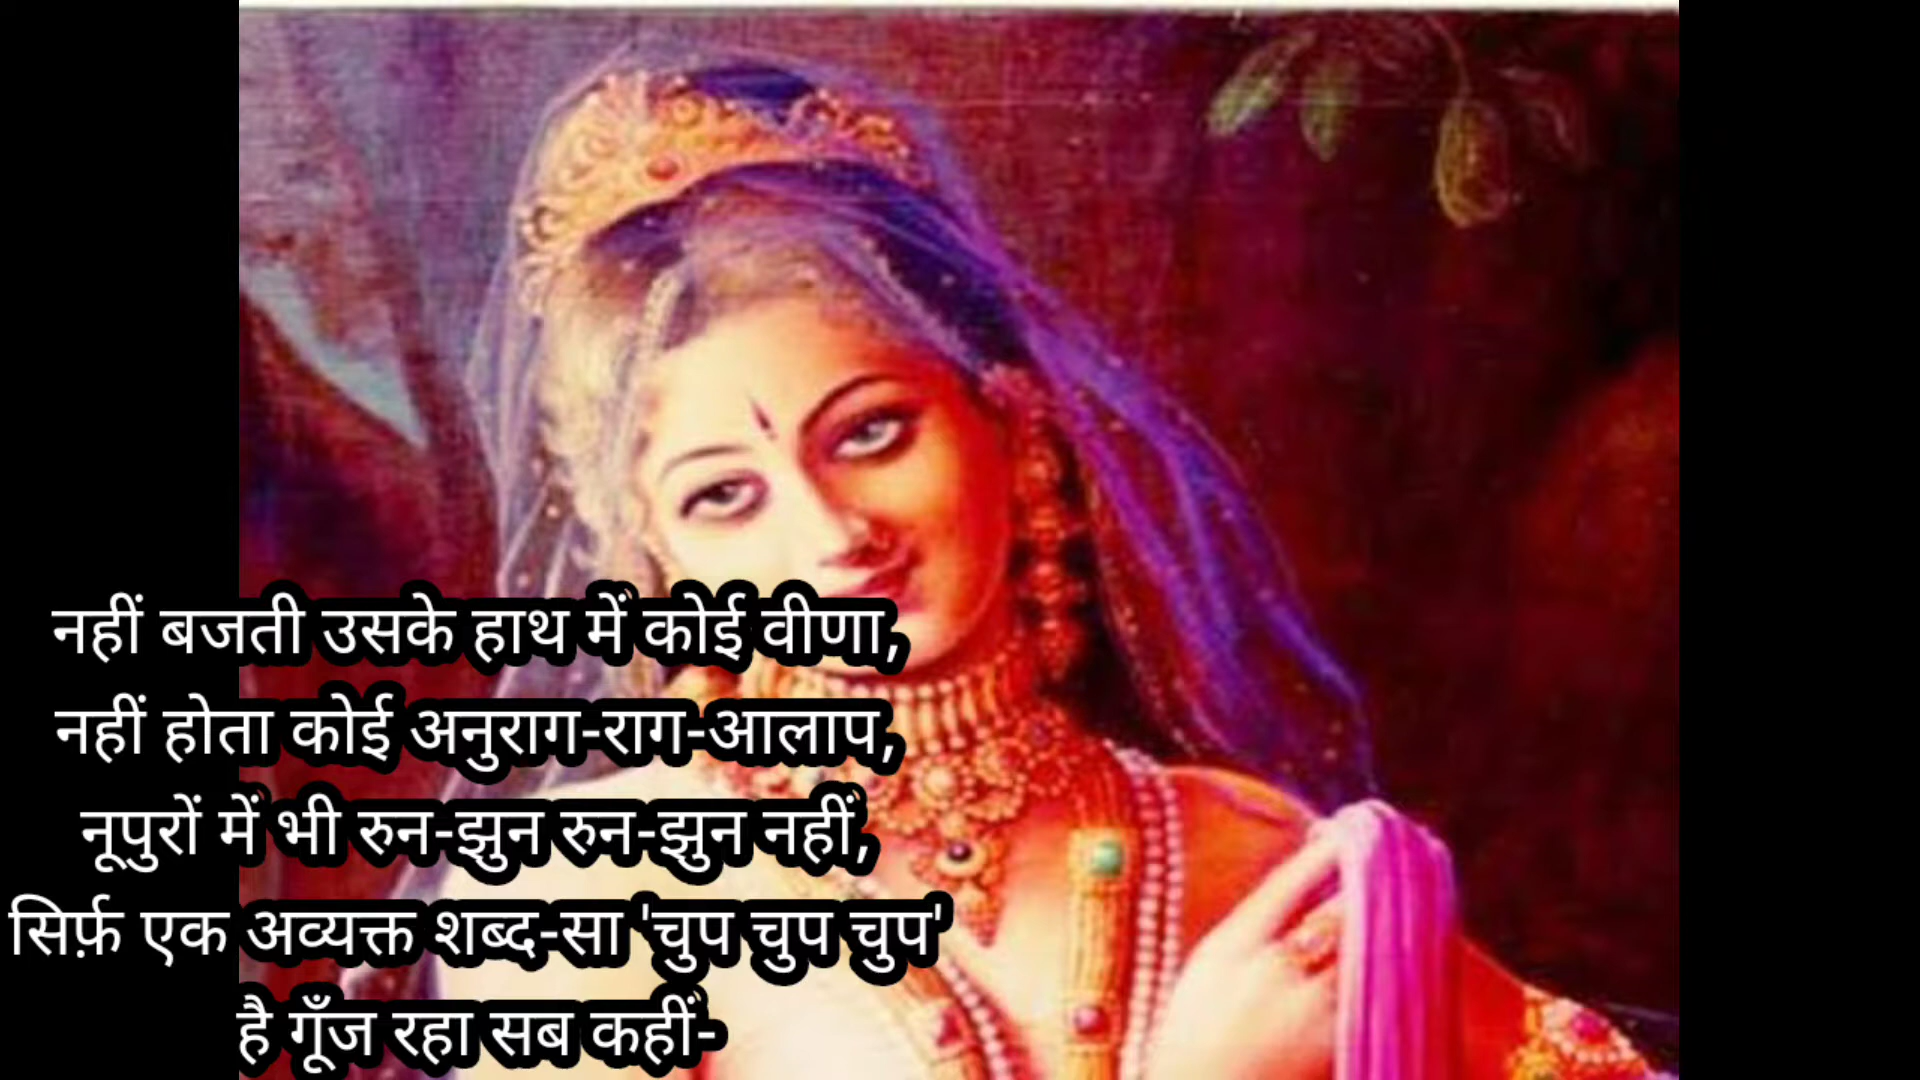 नहीं बजती उसके हाथ में कोई वीणा,
नहीं होता कोई अनुराग-राग-आलाप,
नूपुरों में भी रुन-झुन रुन-झुन नहीं,
सिर्फ़ एक अव्यक्त शब्द-सा 'चुप चुप चुप'
है गूँज रहा सब कहीं-